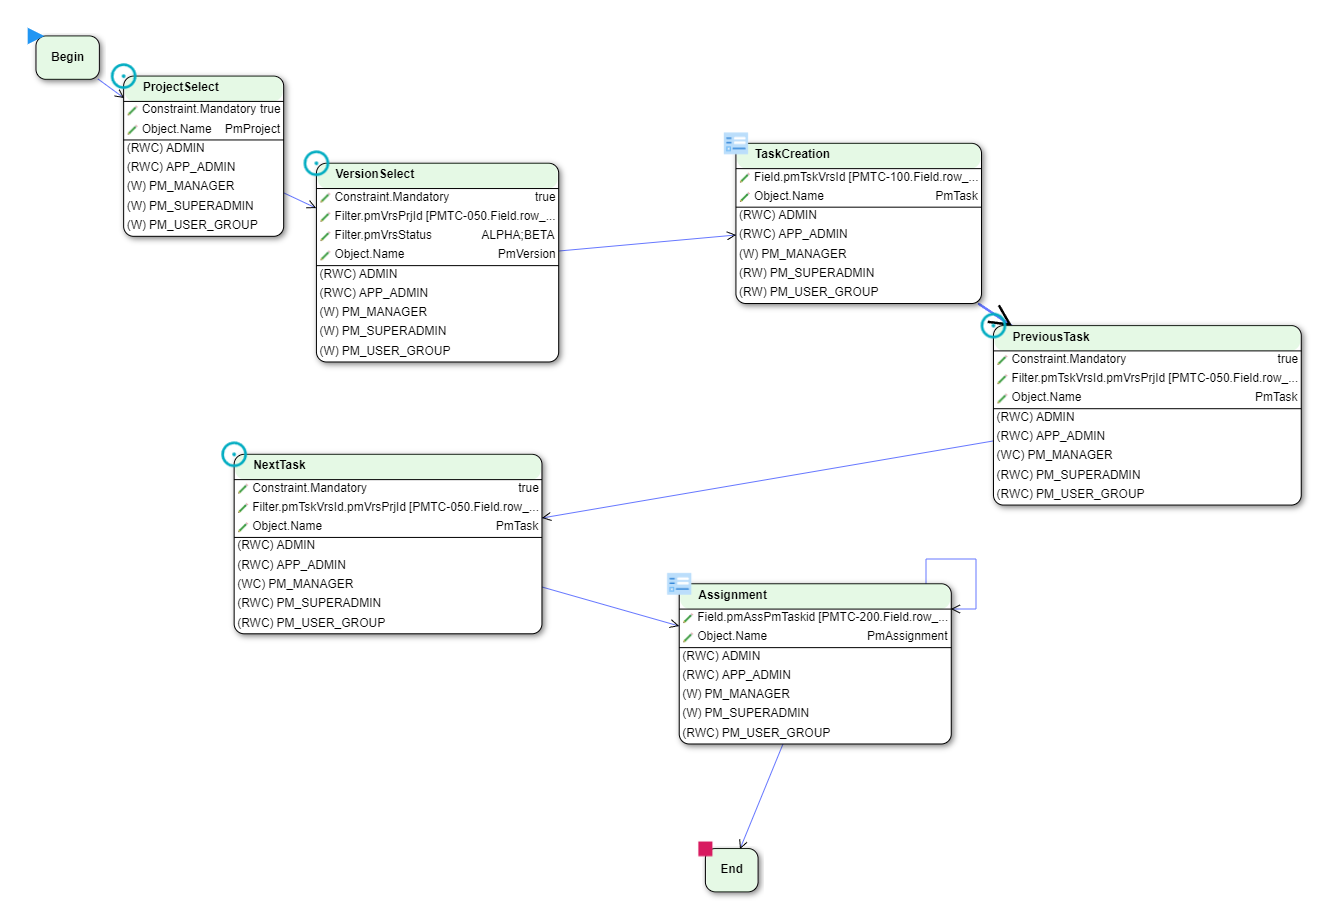 Begin
ProjectSelect
Constraint.Mandatory true
Object.Name PmProject
(RWC) ADMIN
(RWC) APP_ADMIN
(W) PM_MANAGER
(W) PM_SUPERADMIN
(W) PM_USER_GROUP
VersionSelect
Constraint.Mandatory true
Filter.pmVrsPrjId [PMTC-050.Field.row_...
Filter.pmVrsStatus ALPHA;BETA
Object.Name PmVersion
(RWC) ADMIN
(RWC) APP_ADMIN
(W) PM_MANAGER
(W) PM_SUPERADMIN
(W) PM_USER_GROUP
TaskCreation
Field.pmTskVrsId [PMTC-100.Field.row_...
Object.Name PmTask
(RWC) ADMIN
(RWC) APP_ADMIN
(W) PM_MANAGER
(RW) PM_SUPERADMIN
(RW) PM_USER_GROUP
PreviousTask
Constraint.Mandatory true
Filter.pmTskVrsId.pmVrsPrjId [PMTC-050.Field.row_...
Object.Name PmTask
(RWC) ADMIN
(RWC) APP_ADMIN
(WC) PM_MANAGER
(RWC) PM_SUPERADMIN
(RWC) PM_USER_GROUP
NextTask
Constraint.Mandatory true
Filter.pmTskVrsId.pmVrsPrjId [PMTC-050.Field.row_...
Object.Name PmTask
(RWC) ADMIN
(RWC) APP_ADMIN
(WC) PM_MANAGER
(RWC) PM_SUPERADMIN
(RWC) PM_USER_GROUP
Assignment
Field.pmAssPmTaskid [PMTC-200.Field.row_...
Object.Name PmAssignment
(RWC) ADMIN
(RWC) APP_ADMIN
(W) PM_MANAGER
(W) PM_SUPERADMIN
(RWC) PM_USER_GROUP
End